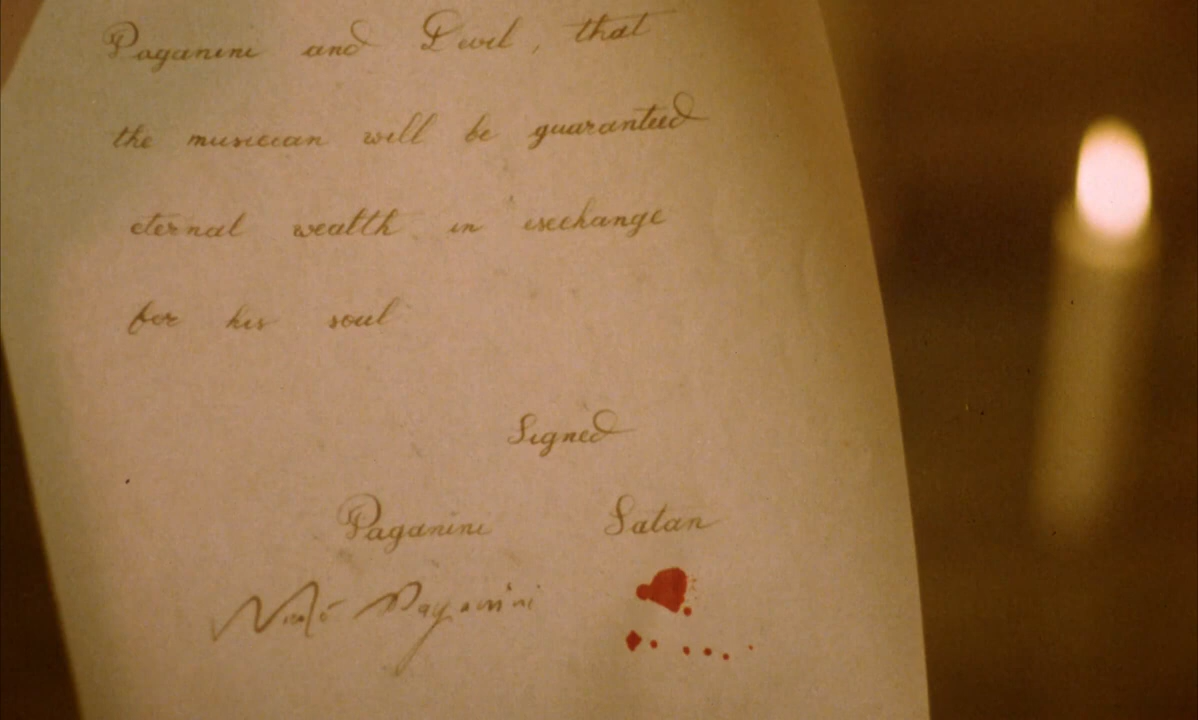 Paganini and Devil, that
the musician will be guaranteed
eternal wealth in exchange
for his soul
Signed
Paganini Satan
Nicolò Paganini